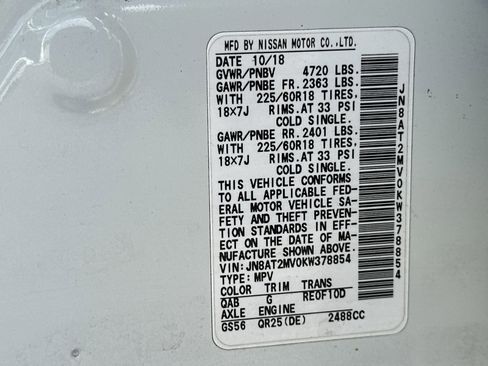 MFD BY NISSAN MOTOR CO.,LTD.
DATE 10/18
GVWR/PNBV 4720 LBS.
GAWR/PNBE FR. 2363 LBS.
WITH 225/60R18 TIRES,
18×7J RIMS.AT 33 PSI
COLD SINGLE.
GAWR/PNBE RR. 2401 LBS.
WITH 225/60R18 TIRES,
18×7J RIMS.AT 33 PSI
COLD SINGLE.
THIS VEHICLE CONFORMS
TO ALL APPLICABLE FED-
ERAL MOTOR VEHICLE SA-
FETY AND THEFT PREVEN-
TION STANDARDS IN EFF-
ECT ON THE DATE OF MA-
NUFACTURE SHOWN ABOVE.
VIN: JN8AT2MV0KW378854
TYPE: MPV
COLOR TRIM TRANS
QAB G RE0F10D
AXLE ENGINE
GS56 QR25(DE) 2488CC
JN8AT2MV0KW378854